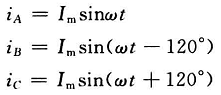 i_A = I_m sinωt
i_B = I_m sin(ωt − 120°)
i_C = I_m sin(ωt + 120°)